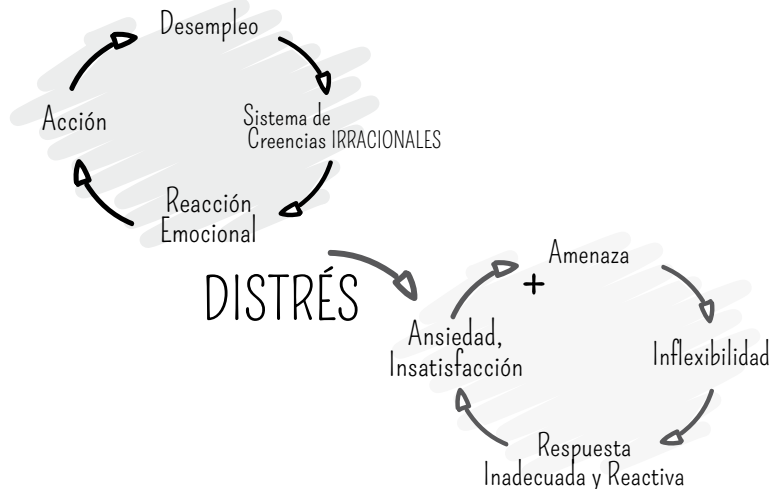 Desempleo
Sistema de
Creencias IRRACIONALES
Reacción
Emocional
Acción
DISTRÉS
+ Amenaza
Inflexibilidad
Respuesta
Inadecuada y Reactiva
Ansiedad,
Insatisfacción